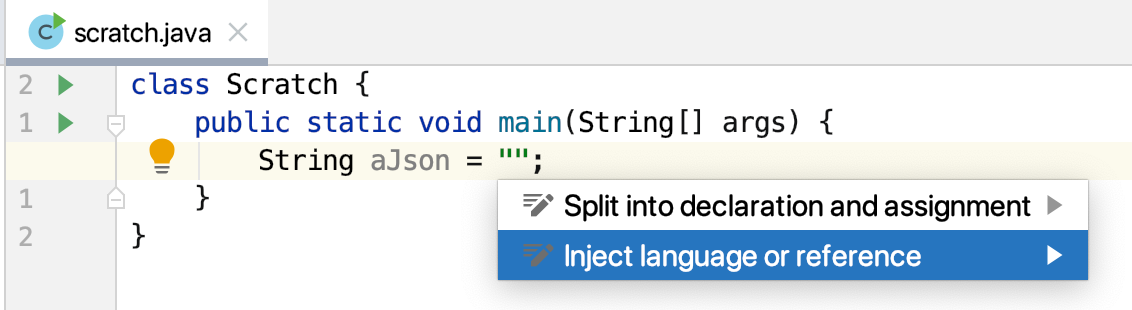 C scratch.java
2 class Scratch {
1 public static void main(String[] args) {
String aJson = "";
Split into declaration and assignment
1 }
Inject language or reference
2 }